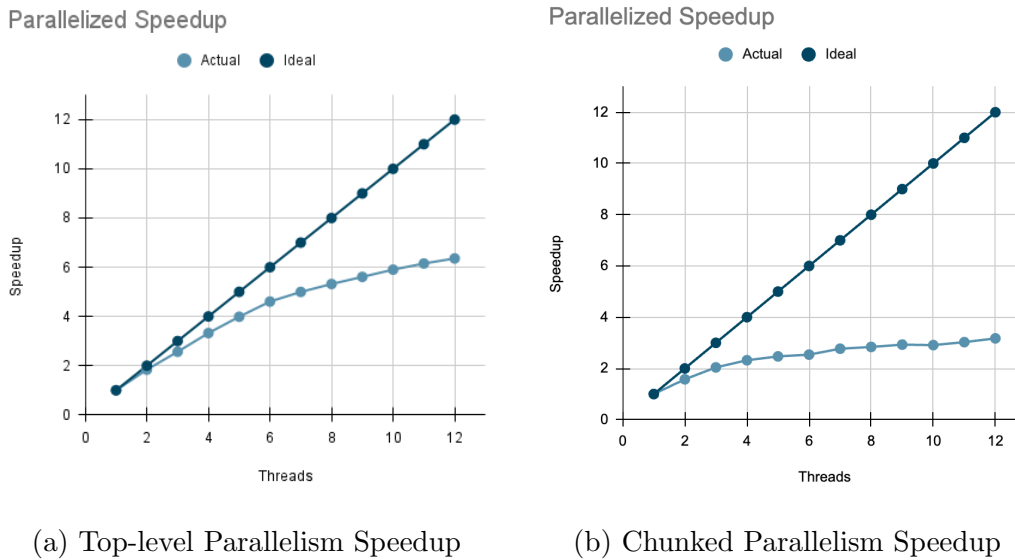 Parallelized Speedup
Actual Ideal
12
10
8
6
4
2
0
Speedup
0 2 4 6 8 10 12
Threads
(a) Top-level Parallelism Speedup
Parallelized Speedup
Actual Ideal
12
10
8
6
4
2
0
Speedup
0 2 4 6 8 10 12
Threads
(b) Chunked Parallelism Speedup